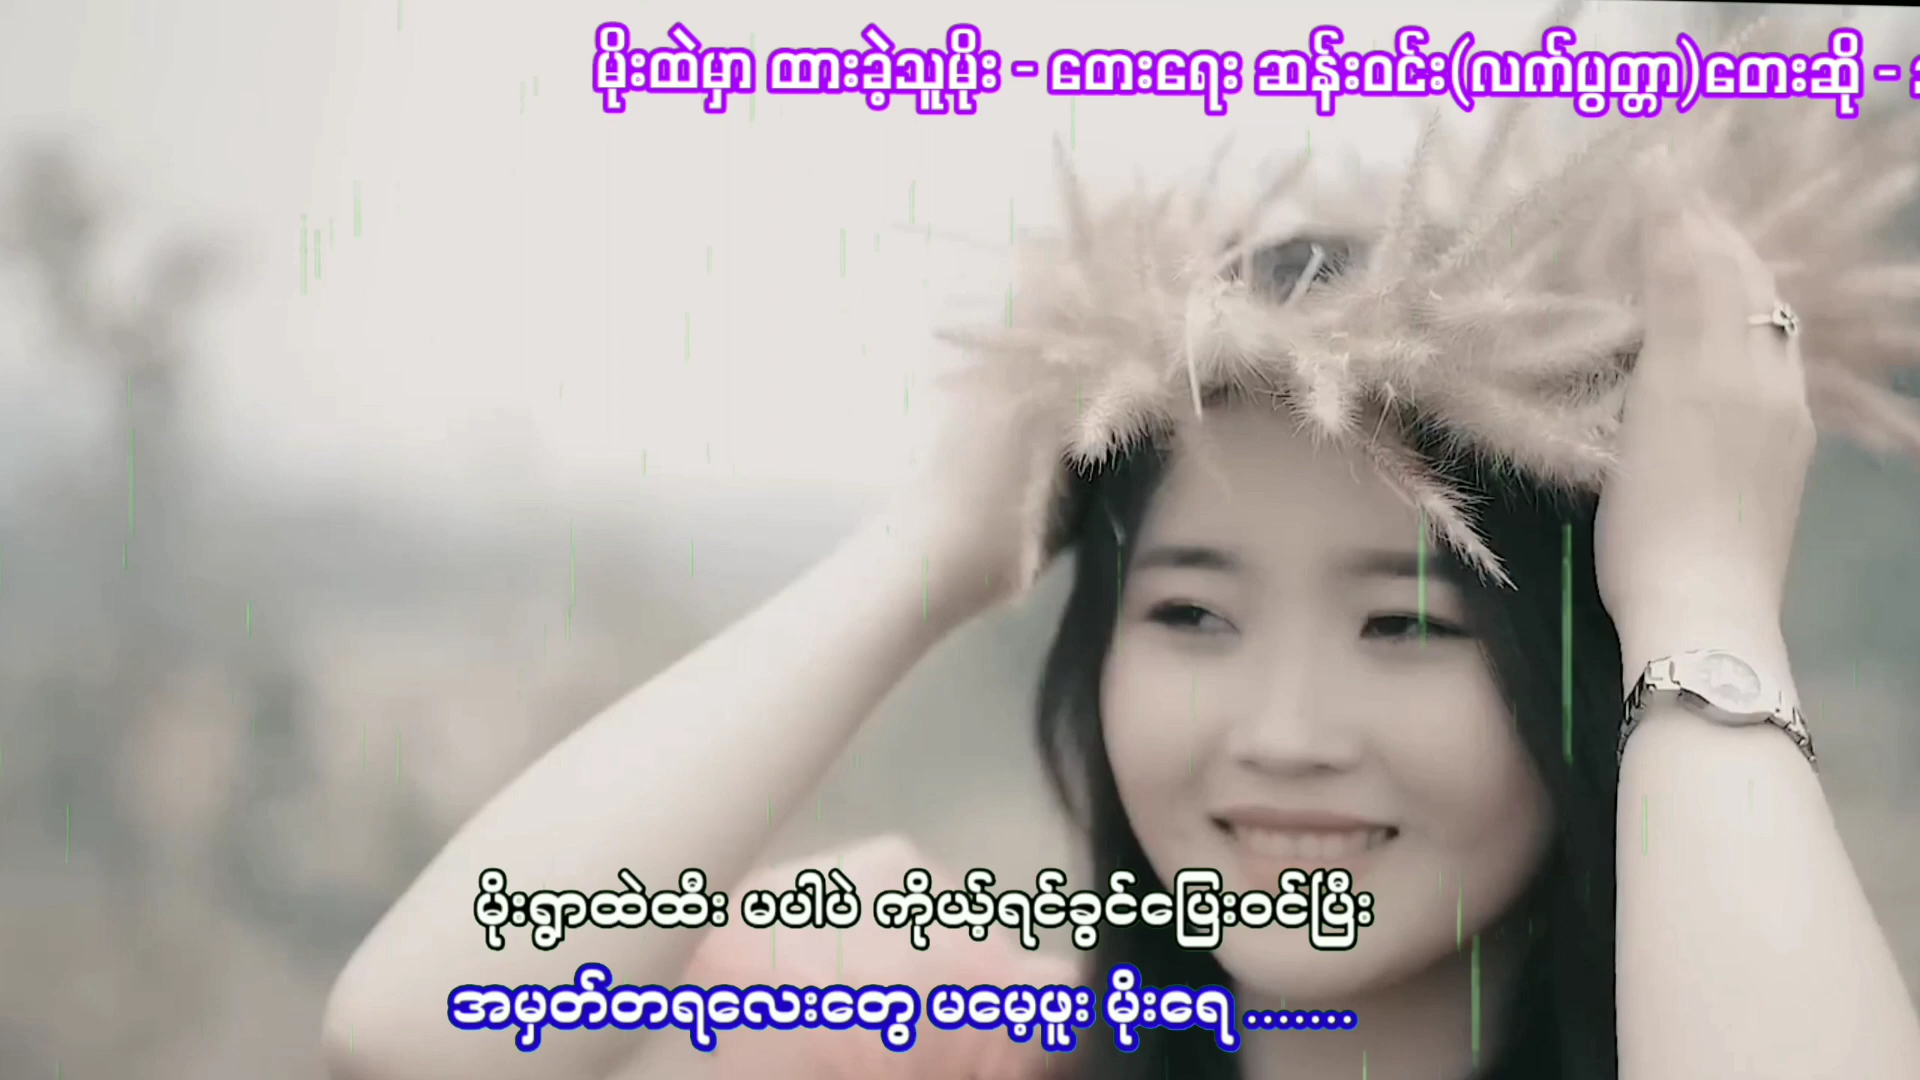 မိုးထဲမှာ ထားခဲ့သူမိုး - တေးရေး ဆန်းဝင်း(လက်ပွတ္တာ)တေးဆို -
မိုးရွာထဲထီး မပါပဲ ကိုယ့်ရင်ခွင်ပြေးဝင်ပြီး
အမှတ်တရလေးတွေ မမေ့ဖူး မိုးရေ .......